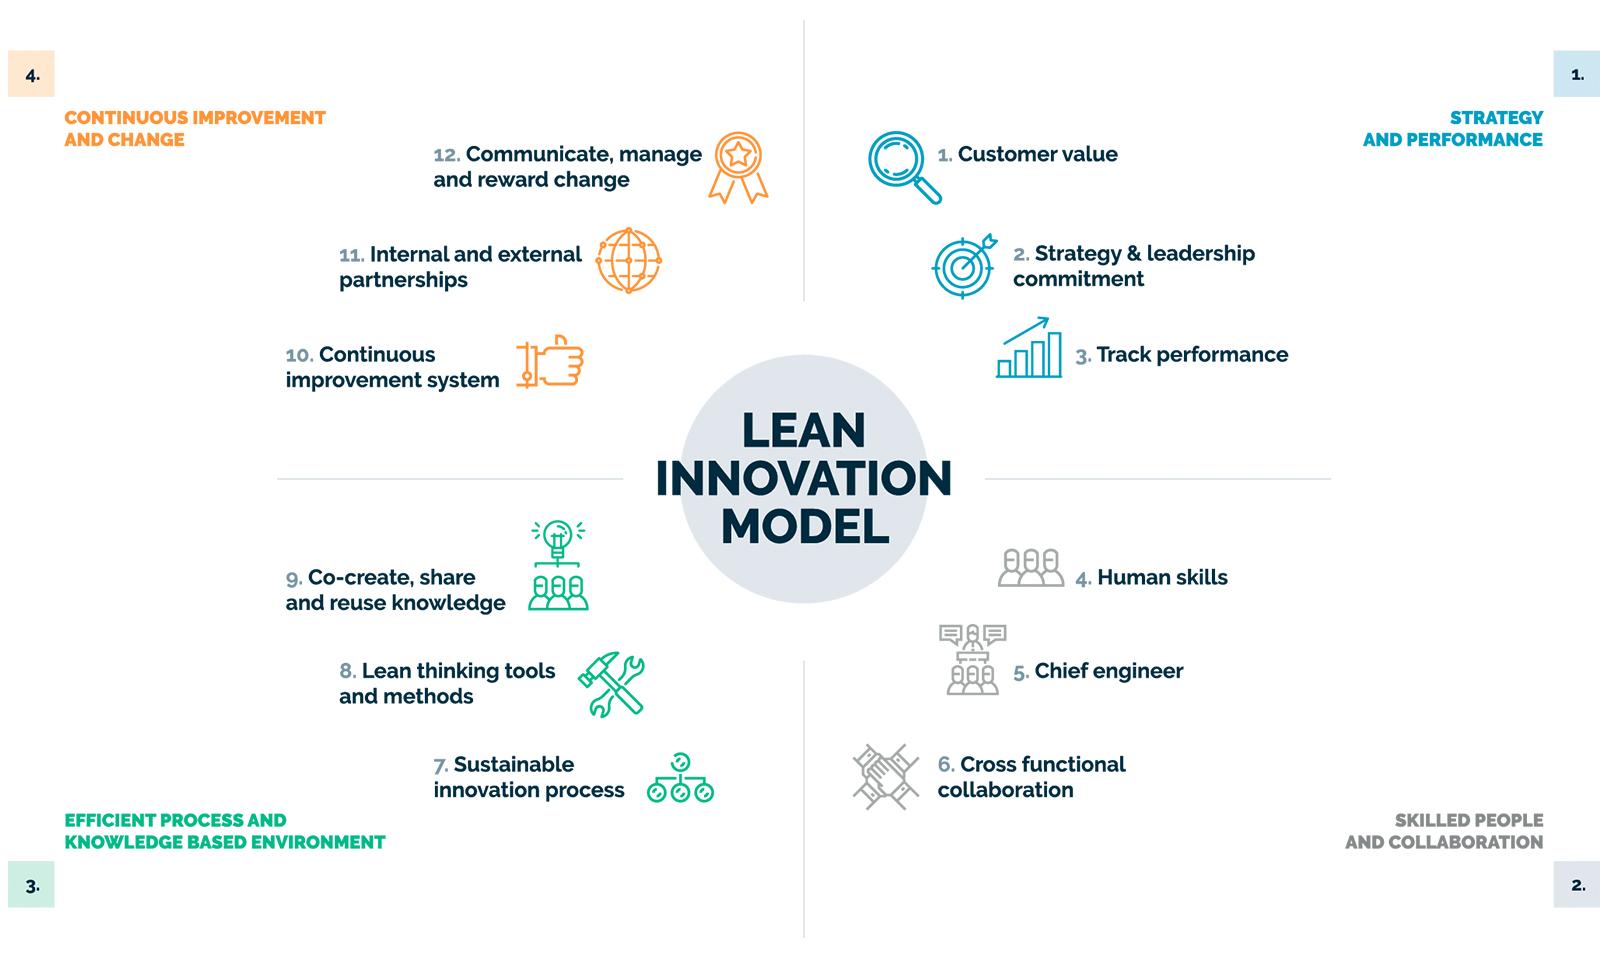 4.
CONTINUOUS IMPROVEMENT
AND CHANGE
12. Communicate, manage
and reward change
11. Internal and external
partnerships
10. Continuous
improvement system
1.
STRATEGY
AND PERFORMANCE
1. Customer value
2. Strategy & leadership
commitment
3. Track performance
LEAN
INNOVATION
MODEL
9. Co-create, share
and reuse knowledge
8. Lean thinking tools
and methods
7. Sustainable
innovation process
EFFICIENT PROCESS AND
KNOWLEDGE BASED ENVIRONMENT
3.
4. Human skills
5. Chief engineer
6. Cross functional
collaboration
SKILLED PEOPLE
AND COLLABORATION
2.